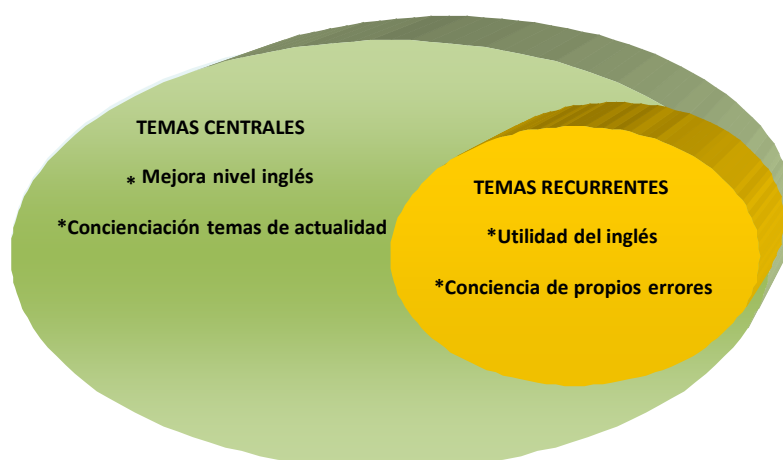 TEMAS CENTRALES
* Mejora nivel inglés
*Concienciación temas de actualidad
TEMAS RECURRENTES
*Utilidad del inglés
*Conciencia de propios errores